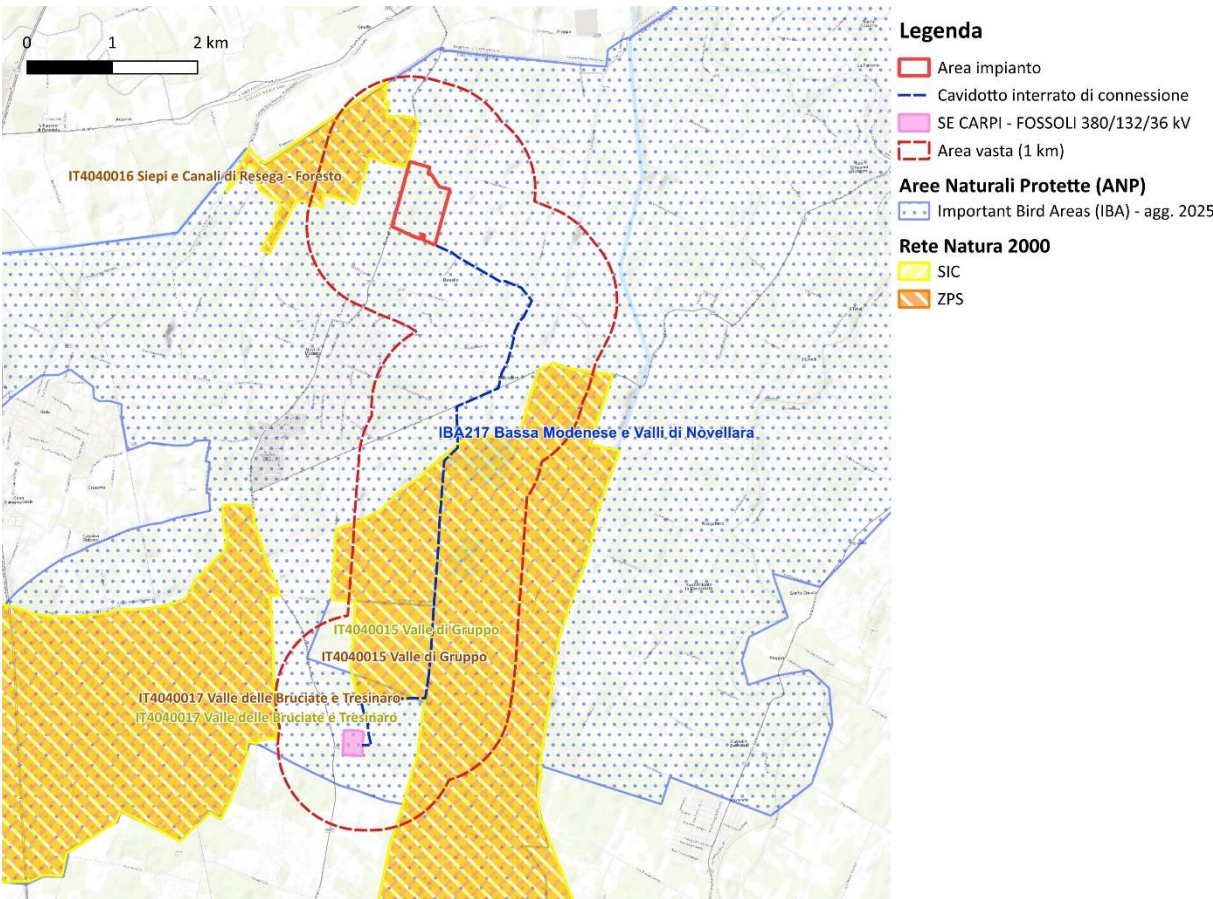 0 1 2 km
IT4040016 Siepi e Canali di Resega - Foresto
IBA217 Bassa Modenese e Valli di Novellara
IT4040015 Valle di Gruppo
IT4040015 Valle di Gruppo
IT4040017 Valle delle Bruciate e Tresinaro
IT4040017 Valle delle Bruciate e Tresinaro
Legenda
Area impianto
Cavidotto interrato di connessione
SE CARPI - FOSSOLI 380/132/36 kV
Area vasta (1 km)
Aree Naturali Protette (ANP)
Important Bird Areas (IBA) - agg. 2025
Rete Natura 2000
SIC
ZPS